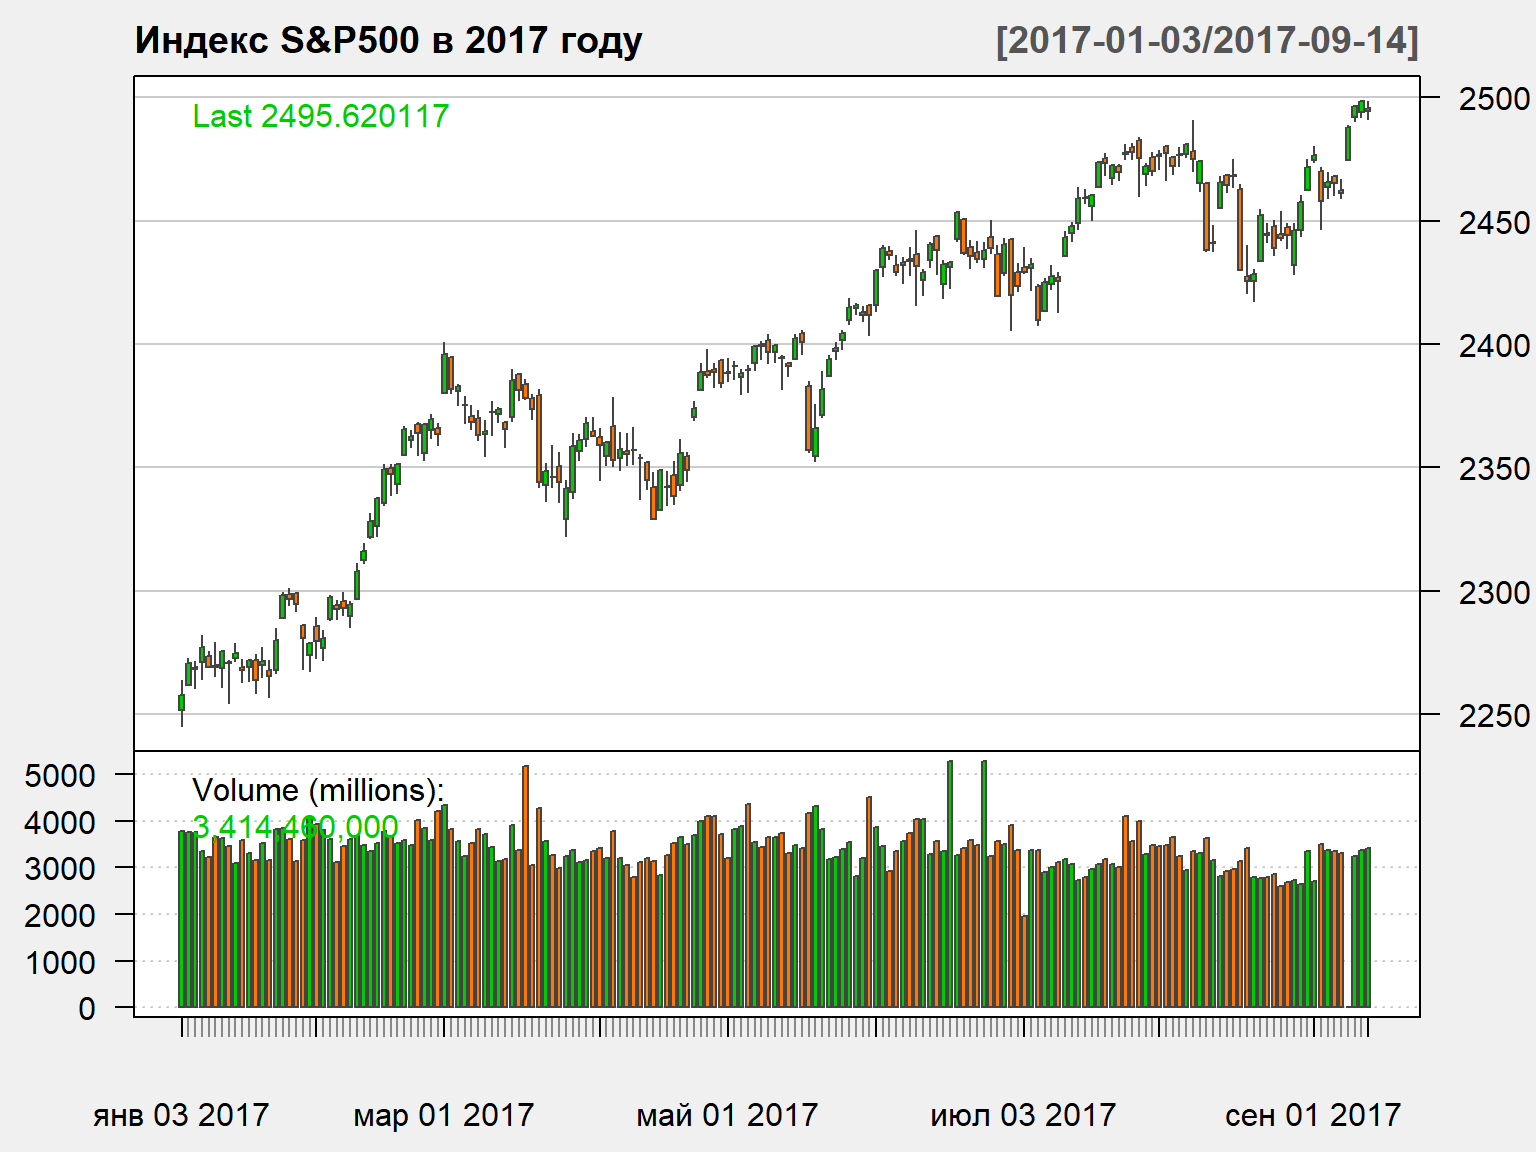 Индекс S&P500 в 2017 году
[2017-01-03/2017-09-14]
Last 2495.620117
2500
2450
2400
2350
2300
2250
Volume (millions):
3,414,460,000
5000
4000
3000
2000
1000
0
янв 03 2017
мар 01 2017
май 01 2017
июл 03 2017
сен 01 2017